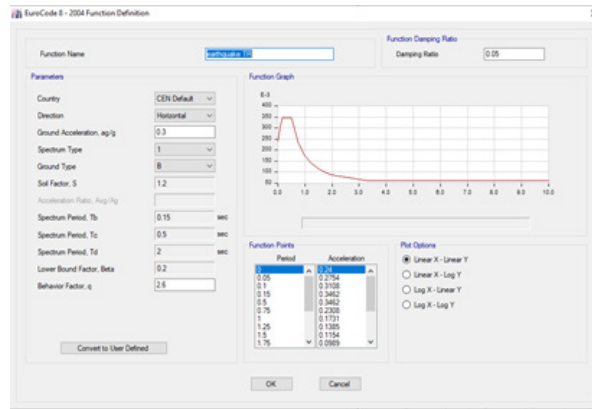 EuroCode 8 - 2004 Function Definition
Function Name
earthquake TR
Function Damping Ratio
Damping Ratio
0.05
Parameters
Country
CEN Default
Direction
Horizontal
Ground Acceleration, ag/g
0.3
Spectrum Type
1
Ground Type
B
Soil Factor, S
1.2
Acceleration Ratio, Avg/Ag
Spectrum Period, Tb
0.15
sec
Spectrum Period, Tc
0.5
sec
Spectrum Period, Td
2
sec
Lower Bound Factor, Beta
0.2
Behavior Factor, q
2.6
Convert to User Defined
Function Graph
E-3
400
350
300
250
200
150
100
50
0.0 1.0 2.0 3.0 4.0 5.0 6.0 7.0 8.0 9.0 10.0
Function Points
Period Acceleration
0 0.24
0.05 0.2754
0.1 0.3108
0.15 0.3462
0.5 0.3462
0.75 0.2308
1 0.1731
1.25 0.1385
1.5 0.1154
1.75 0.0989
Plot Options
Linear X - Linear Y
Linear X - Log Y
Log X - Linear Y
Log X - Log Y
OK
Cancel